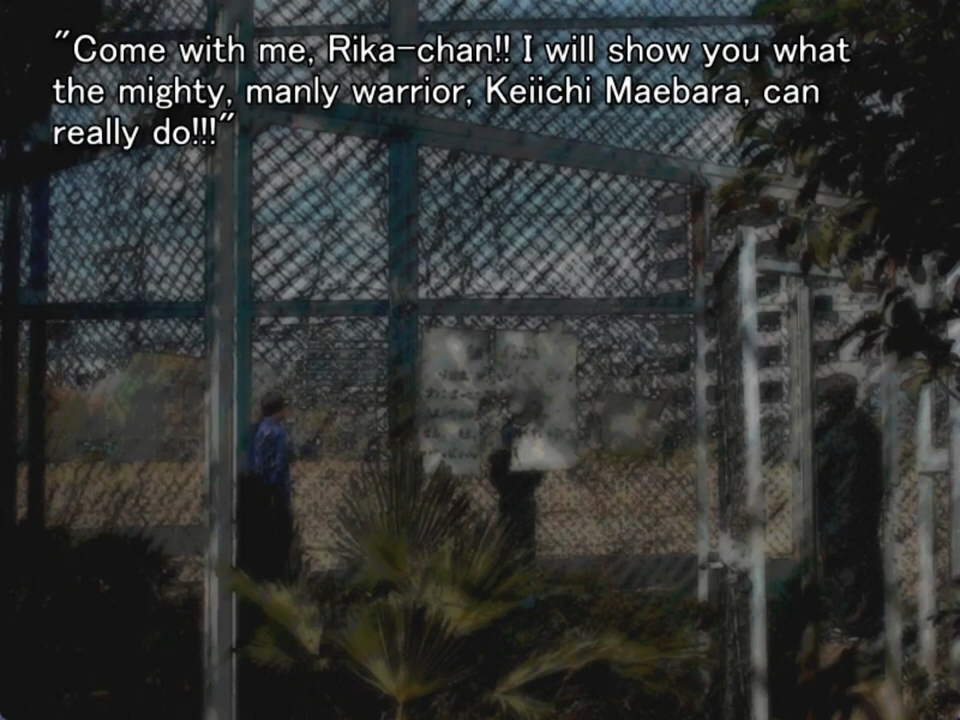 "Come with me, Rika-chan!! I will show you what
the mighty, manly warrior, Keiichi Maebara, can
really do!!!"